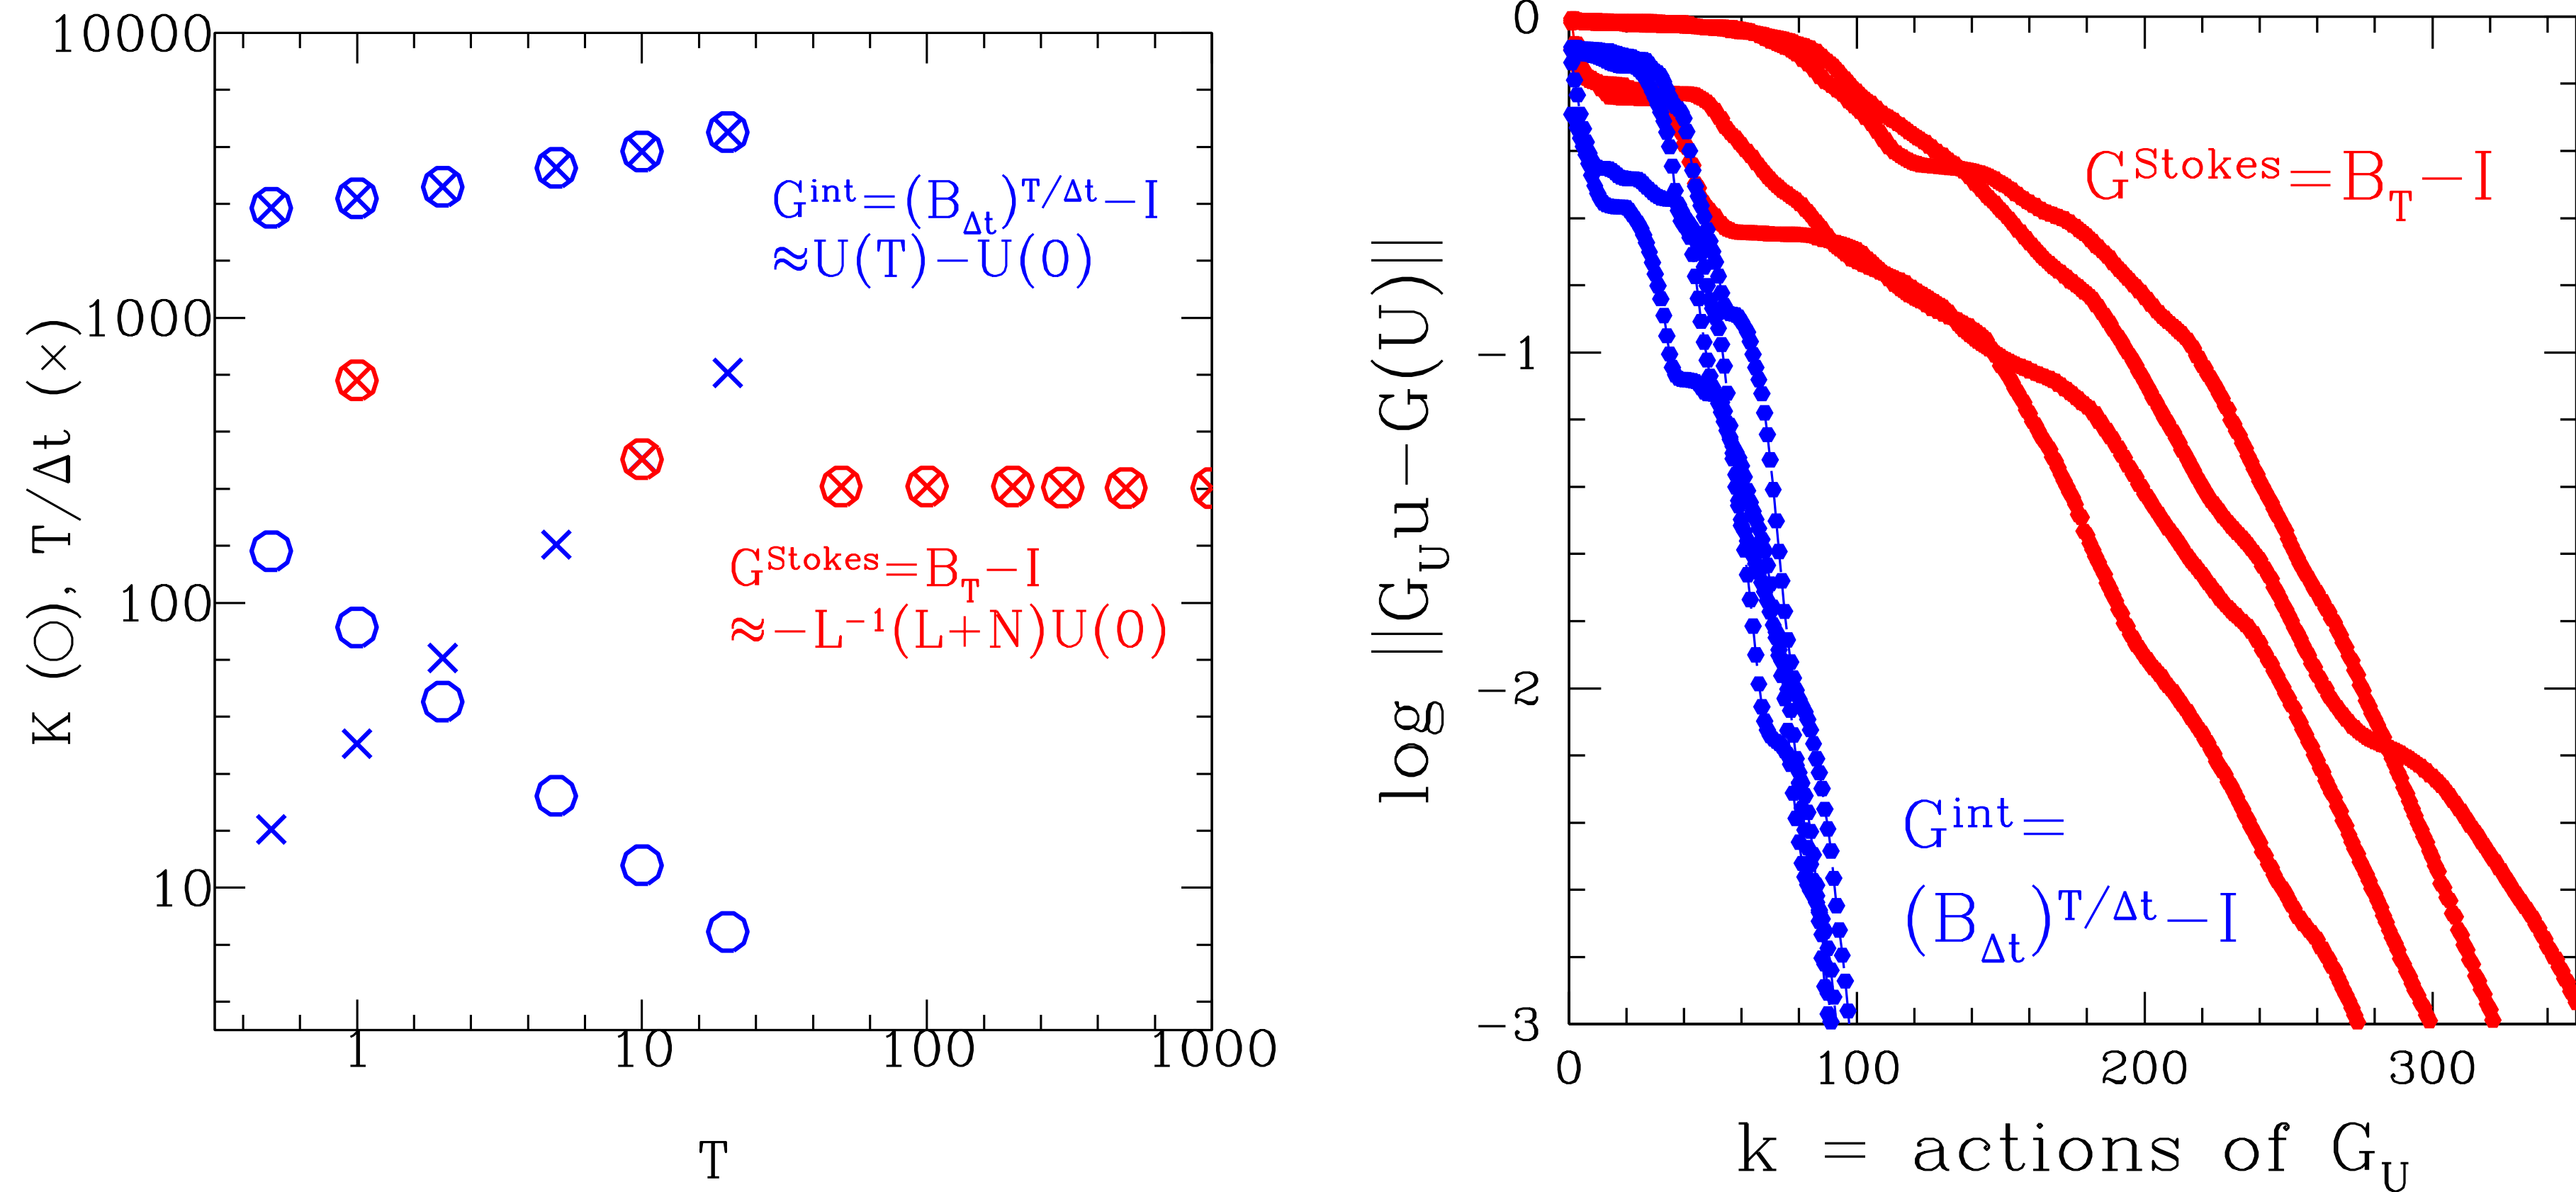 10000
1000
100
10
K (○), T/Δt (×)
G^int=(B_Δt)^T/Δt−I
≈U(T)−U(0)
G^Stokes=B_T−I
≈−L^−1(L+N)U(0)
1 10 100 1000
T
0
−1
−2
−3
log ||G_U u−G(U)||
G^Stokes=B_T−I
G^int=
(B_Δt)^T/Δt−I
0 100 200 300
k = actions of G_U